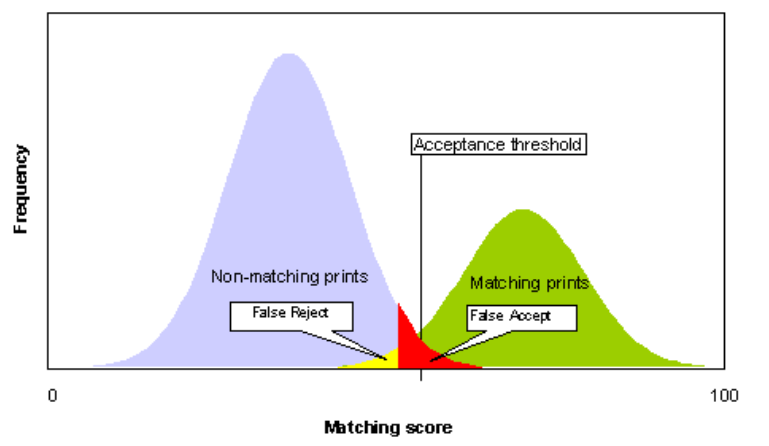 Frequency
Acceptance threshold
Non-matching prints
Matching prints
False Reject
False Accept
0
100
Matching score